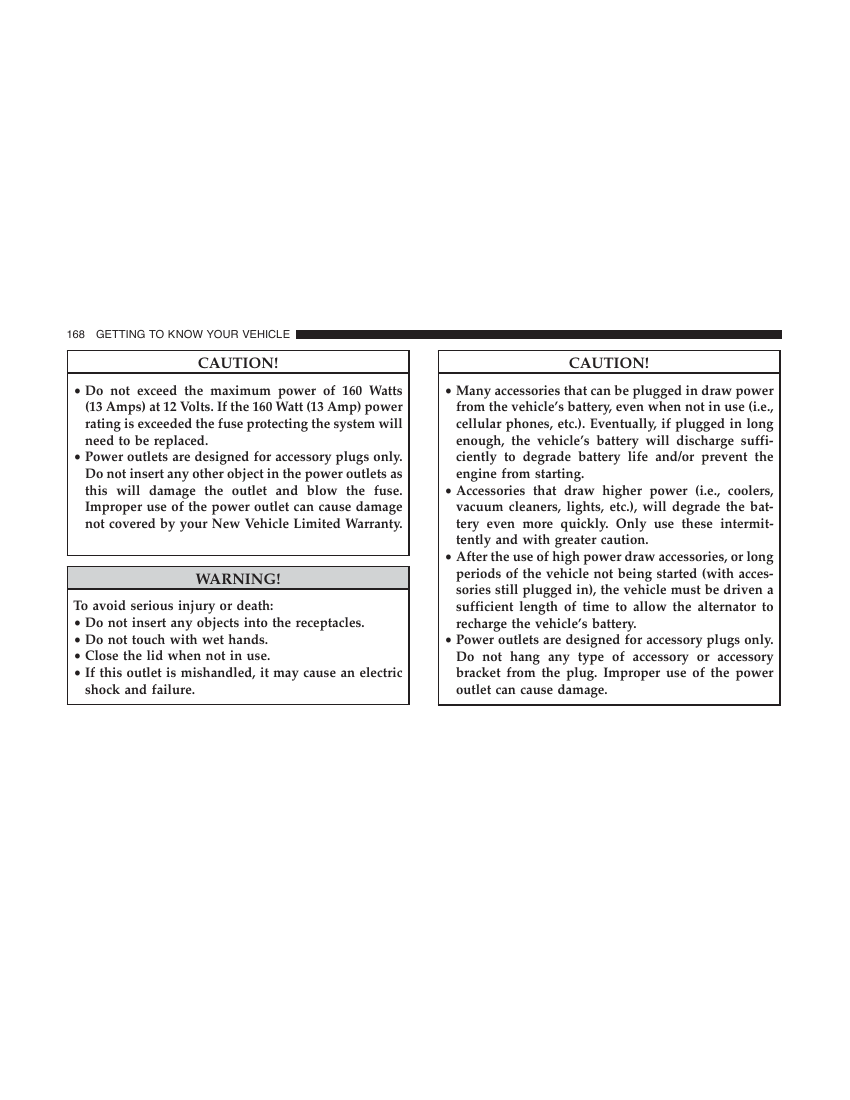 168 GETTING TO KNOW YOUR VEHICLE
CAUTION!
• Do not exceed the maximum power of 160 Watts
(13 Amps) at 12 Volts. If the 160 Watt (13 Amp) power
rating is exceeded the fuse protecting the system will
need to be replaced.
• Power outlets are designed for accessory plugs only.
Do not insert any other object in the power outlets as
this will damage the outlet and blow the fuse.
Improper use of the power outlet can cause damage
not covered by your New Vehicle Limited Warranty.
WARNING!
To avoid serious injury or death:
• Do not insert any objects into the receptacles.
• Do not touch with wet hands.
• Close the lid when not in use.
• If this outlet is mishandled, it may cause an electric
shock and failure.
CAUTION!
• Many accessories that can be plugged in draw power
from the vehicle's battery, even when not in use (i.e.,
cellular phones, etc.). Eventually, if plugged in long
enough, the vehicle's battery will discharge suffi-
ciently to degrade battery life and/or prevent the
engine from starting.
• Accessories that draw higher power (i.e., coolers,
vacuum cleaners, lights, etc.), will degrade the bat-
tery even more quickly. Only use these intermit-
tently and with greater caution.
• After the use of high power draw accessories, or long
periods of the vehicle not being started (with acces-
sories still plugged in), the vehicle must be driven a
sufficient length of time to allow the alternator to
recharge the vehicle's battery.
• Power outlets are designed for accessory plugs only.
Do not hang any type of accessory or accessory
bracket from the plug. Improper use of the power
outlet can cause damage.